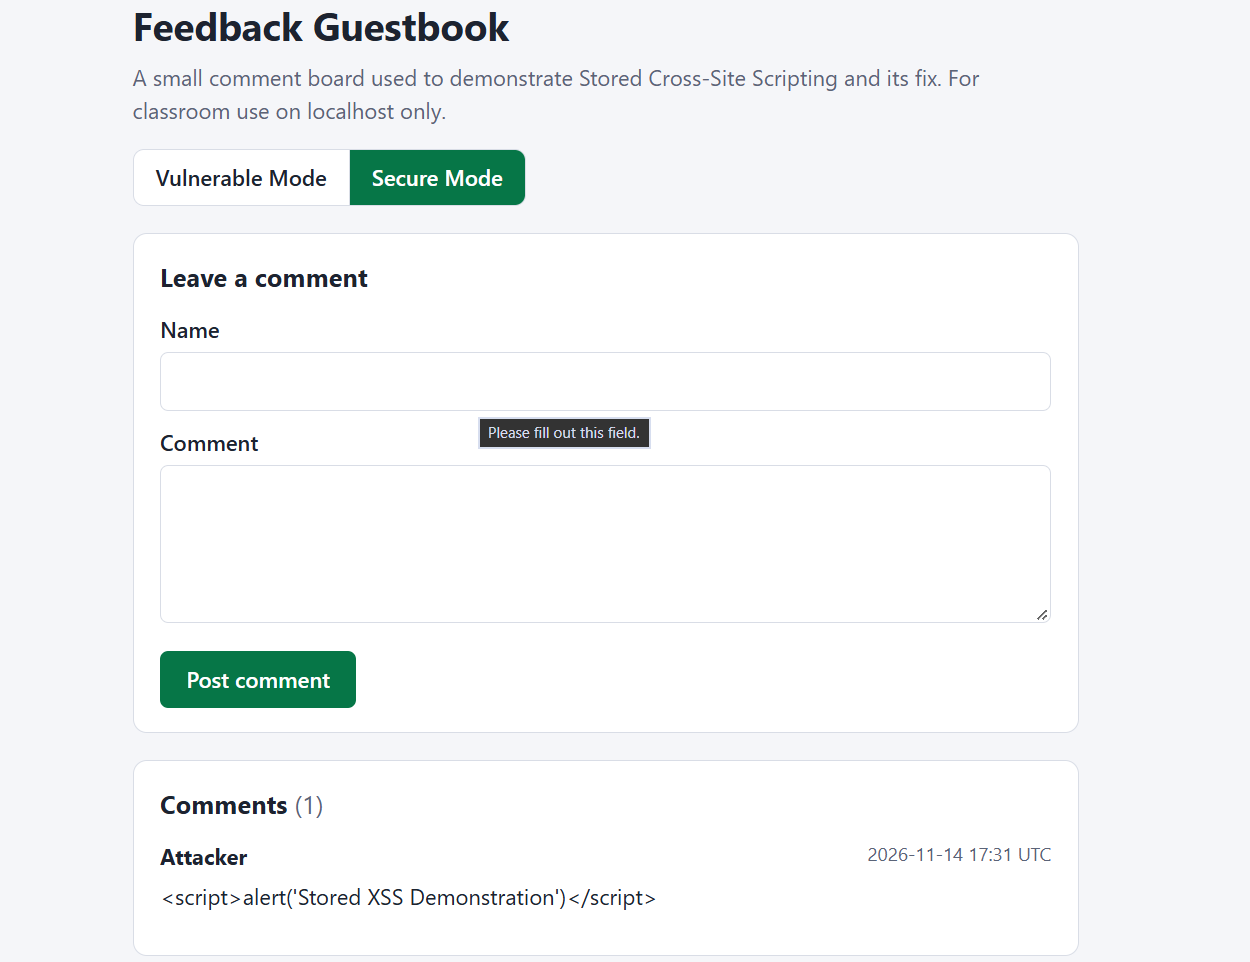 Feedback Guestbook
A small comment board used to demonstrate Stored Cross-Site Scripting and its fix. For
classroom use on localhost only.
Vulnerable Mode
Secure Mode
Leave a comment
Name
Please fill out this field.
Comment
Post comment
Comments (1)
Attacker
2026-11-14 17:31 UTC
<script>alert('Stored XSS Demonstration')</script>